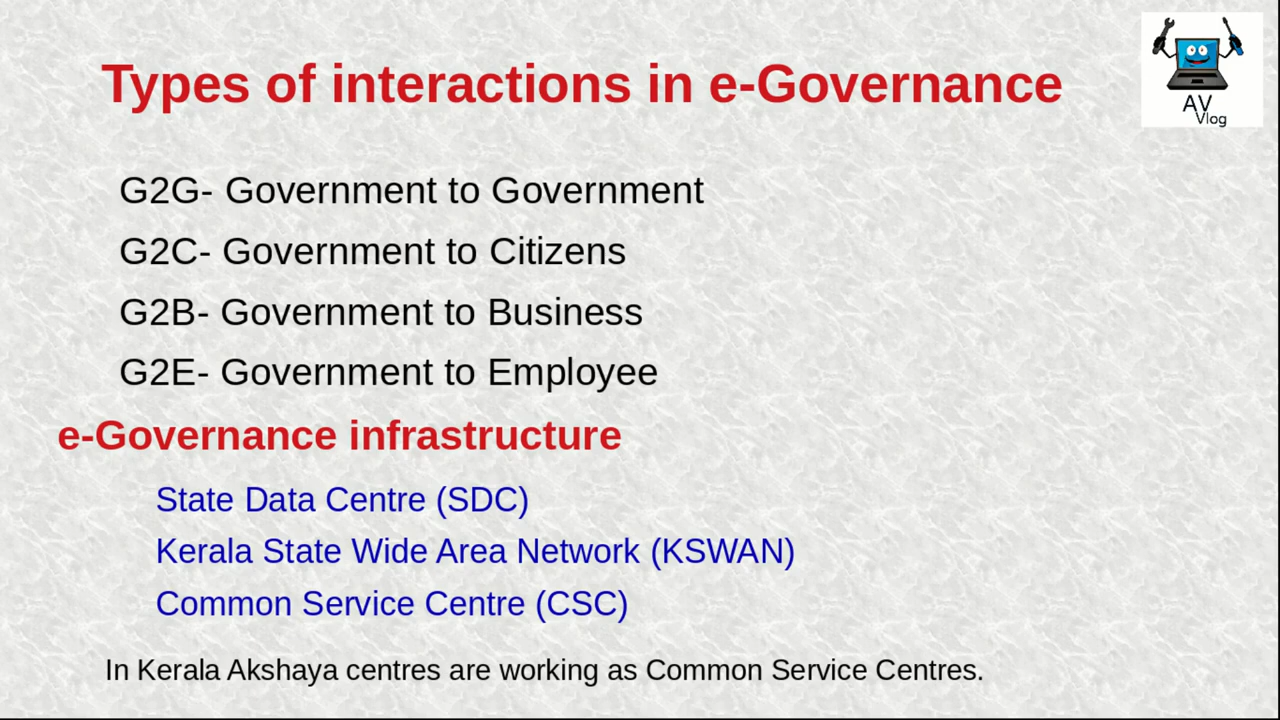 Types of interactions in e-Governance
AV
Vlog
G2G- Government to Government
G2C- Government to Citizens
G2B- Government to Business
G2E- Government to Employee
e-Governance infrastructure
State Data Centre (SDC)
Kerala State Wide Area Network (KSWAN)
Common Service Centre (CSC)
In Kerala Akshaya centres are working as Common Service Centres.